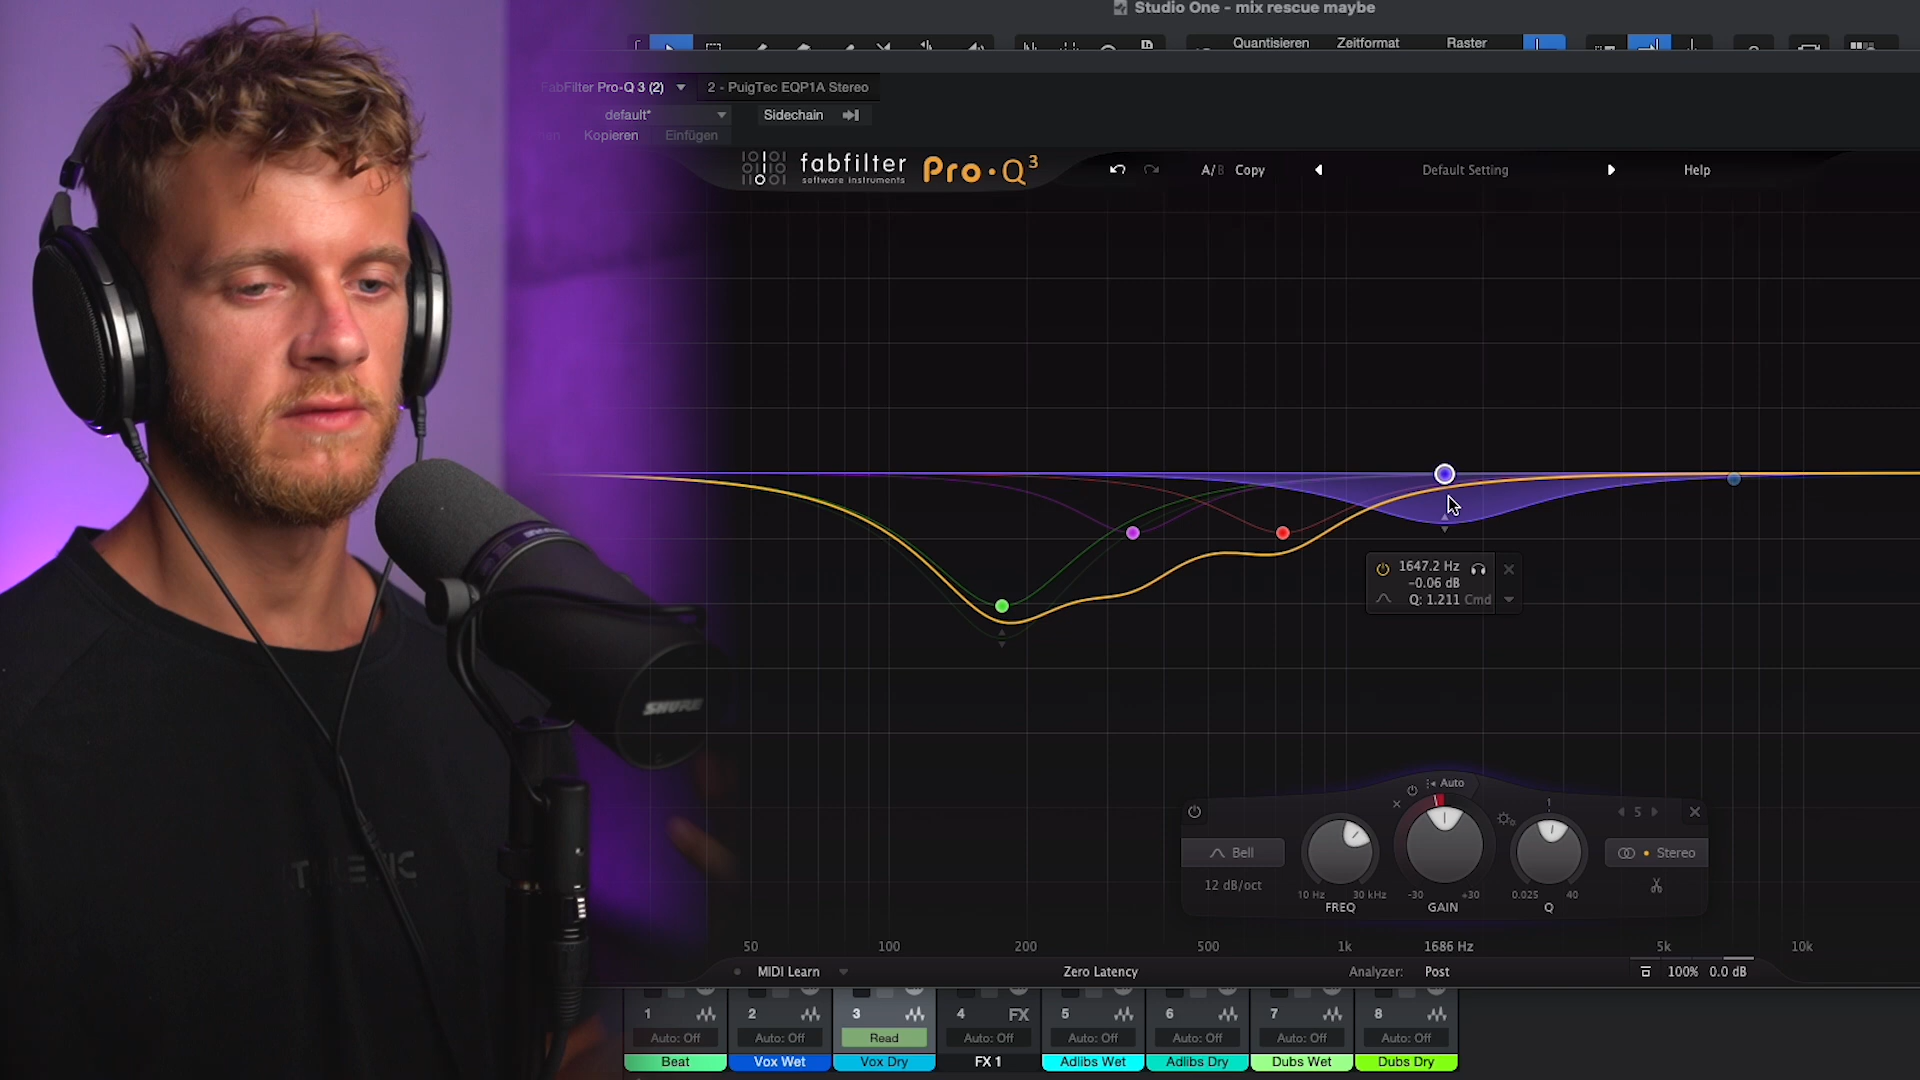 Studio One - mix rescue maybe
Quantisieren Zeitformat Raster
FabFilter Pro-Q 3 (2) 2 - PuigTec EQP1A Stereo
default* Sidechain
Kopieren Einfügen
fabfilter Pro·Q3
software instruments
A/B Copy Default Setting Help
1647.2 Hz
-0.06 dB
Q: 1.211 Cmd
SHURE
Auto
5
Bell Stereo
12 dB/oct
10 Hz 30 kHz -30 +30 0.025 40
FREQ GAIN Q
50 100 200 500 1k 1686 Hz 5k 10k
MIDI Learn Zero Latency Analyzer: Post 100% 0.0 dB
1 2 3 4 FX 5 6 7 8
Auto: Off Auto: Off Read Auto: Off Auto: Off Auto: Off Auto: Off Auto: Off
Beat Vox Wet Vox Dry FX 1 Adlibs Wet Adlibs Dry Dubs Wet Dubs Dry